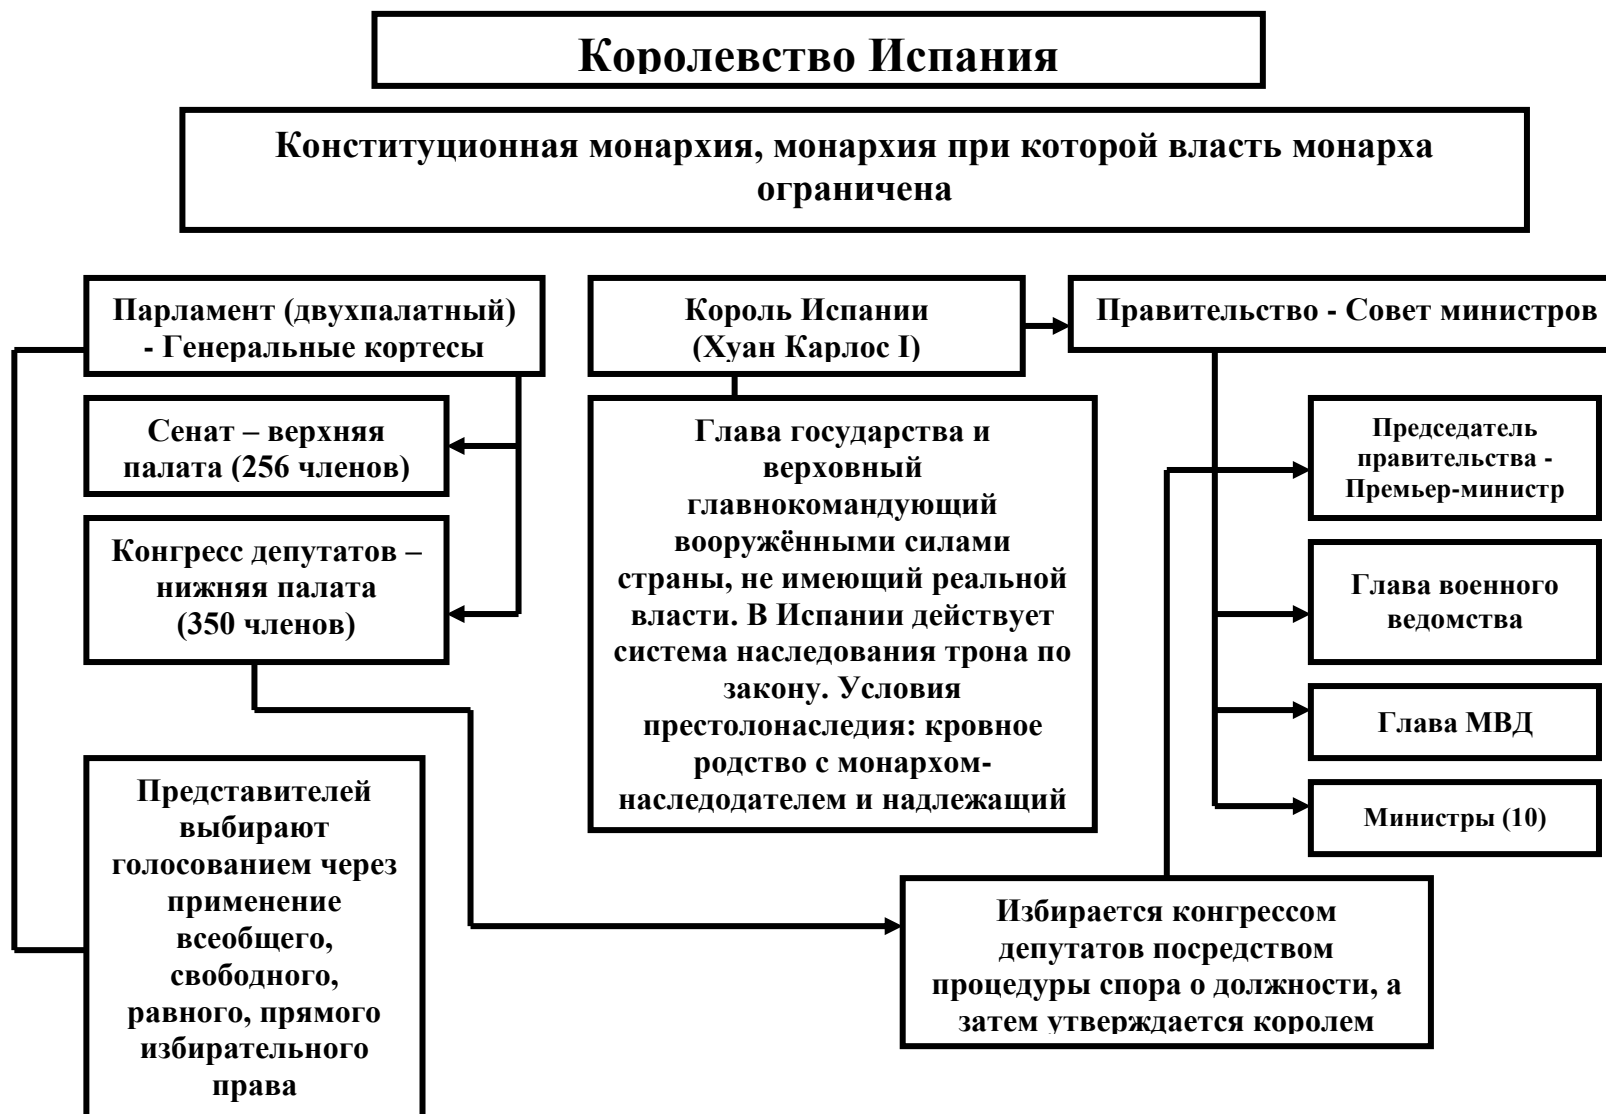 Королевство Испания
Конституционная монархия, монархия при которой власть монарха
ограничена
Парламент (двухпалатный)
- Генеральные кортесы
Король Испании
(Хуан Карлос I)
Правительство - Совет министров
Сенат – верхняя
палата (256 членов)
Конгресс депутатов –
нижняя палата
(350 членов)
Представителей
выбирают
голосованием через
применение
всеобщего,
свободного,
равного, прямого
избирательного
права
Глава государства и
верховный
главнокомандующий
вооружёнными силами
страны, не имеющий реальной
власти. В Испании действует
система наследования трона по
закону. Условия
престолонаследия: кровное
родство с монархом-
наследодателем и надлежащий
Председатель
правительства -
Премьер-министр
Глава военного
ведомства
Глава МВД
Министры (10)
Избирается конгрессом
депутатов посредством
процедуры спора о должности, а
затем утверждается королем